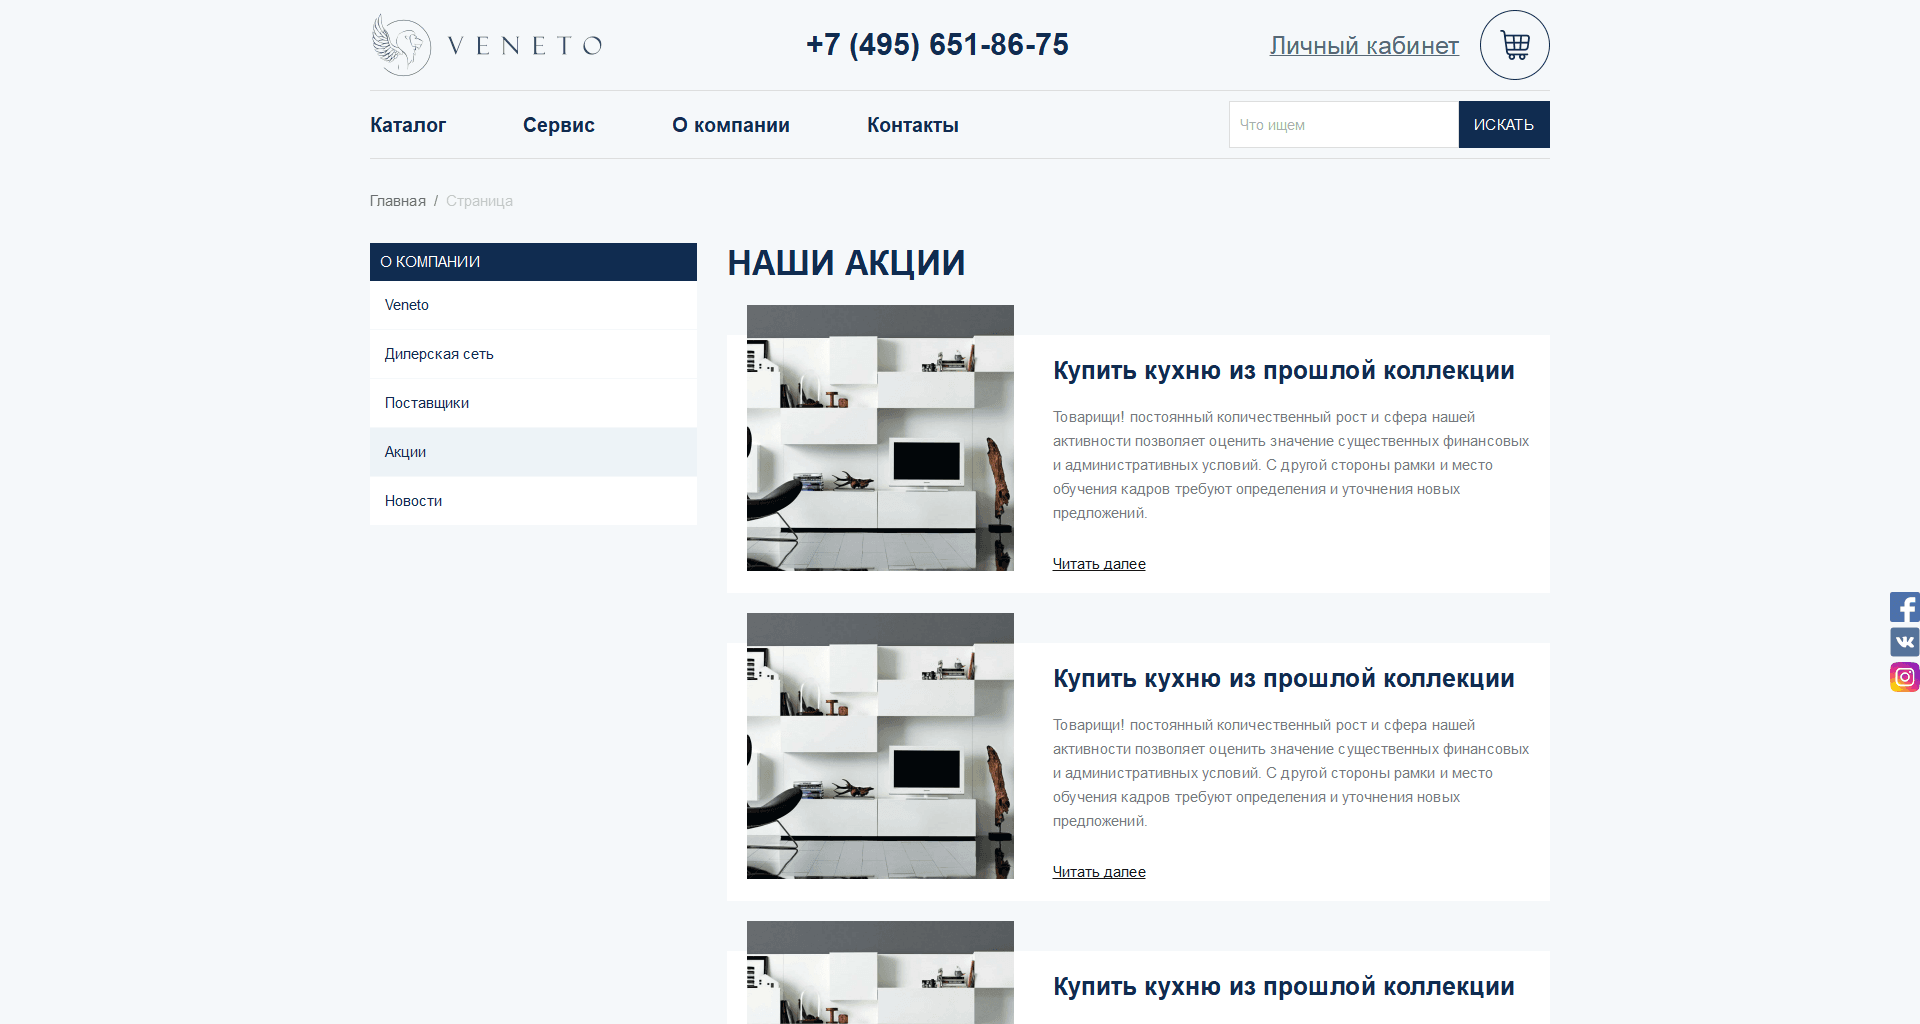 VENETO
+7 (495) 651-86-75
Личный кабинет
Каталог
Сервис
О компании
Контакты
Что ищем
ИСКАТЬ
Главная / Страница
О КОМПАНИИ
Veneto
Дилерская сеть
Поставщики
Акции
Новости
НАШИ АКЦИИ
Купить кухню из прошлой коллекции
Товарищи! постоянный количественный рост и сфера нашей
активности позволяет оценить значение существенных финансовых
и административных условий. С другой стороны рамки и место
обучения кадров требуют определения и уточнения новых
предложений.
Читать далее
Купить кухню из прошлой коллекции
Товарищи! постоянный количественный рост и сфера нашей
активности позволяет оценить значение существенных финансовых
и административных условий. С другой стороны рамки и место
обучения кадров требуют определения и уточнения новых
предложений.
Читать далее
Купить кухню из прошлой коллекции